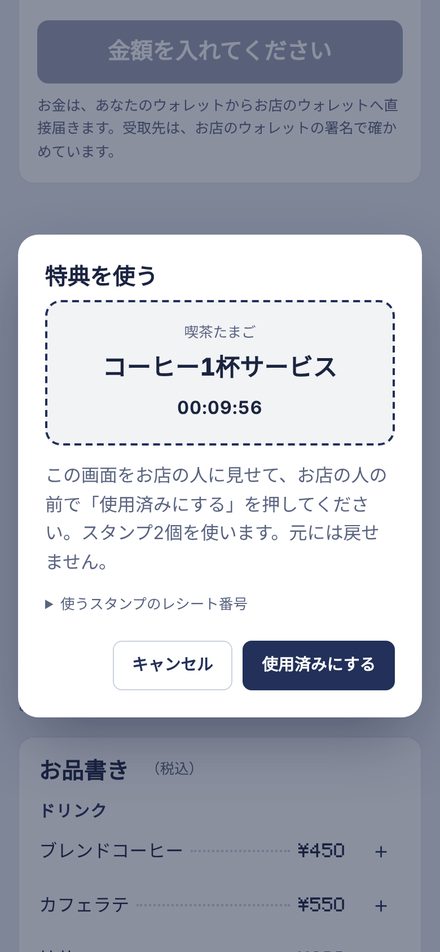 金額を入れてください
お金は、あなたのウォレットからお店のウォレットへ直
接届きます。受取先は、お店のウォレットの署名で確か
めています。
特典を使う
喫茶たまご
コーヒー1杯サービス
00:09:56
この画面をお店の人に見せて、お店の人の
前で「使用済みにする」を押してくださ
い。スタンプ2個を使います。元には戻せ
ません。
▶ 使うスタンプのレシート番号
キャンセル
使用済みにする
お品書き （税込）
ドリンク
ブレンドコーヒー ¥450 +
カフェラテ ¥550 +